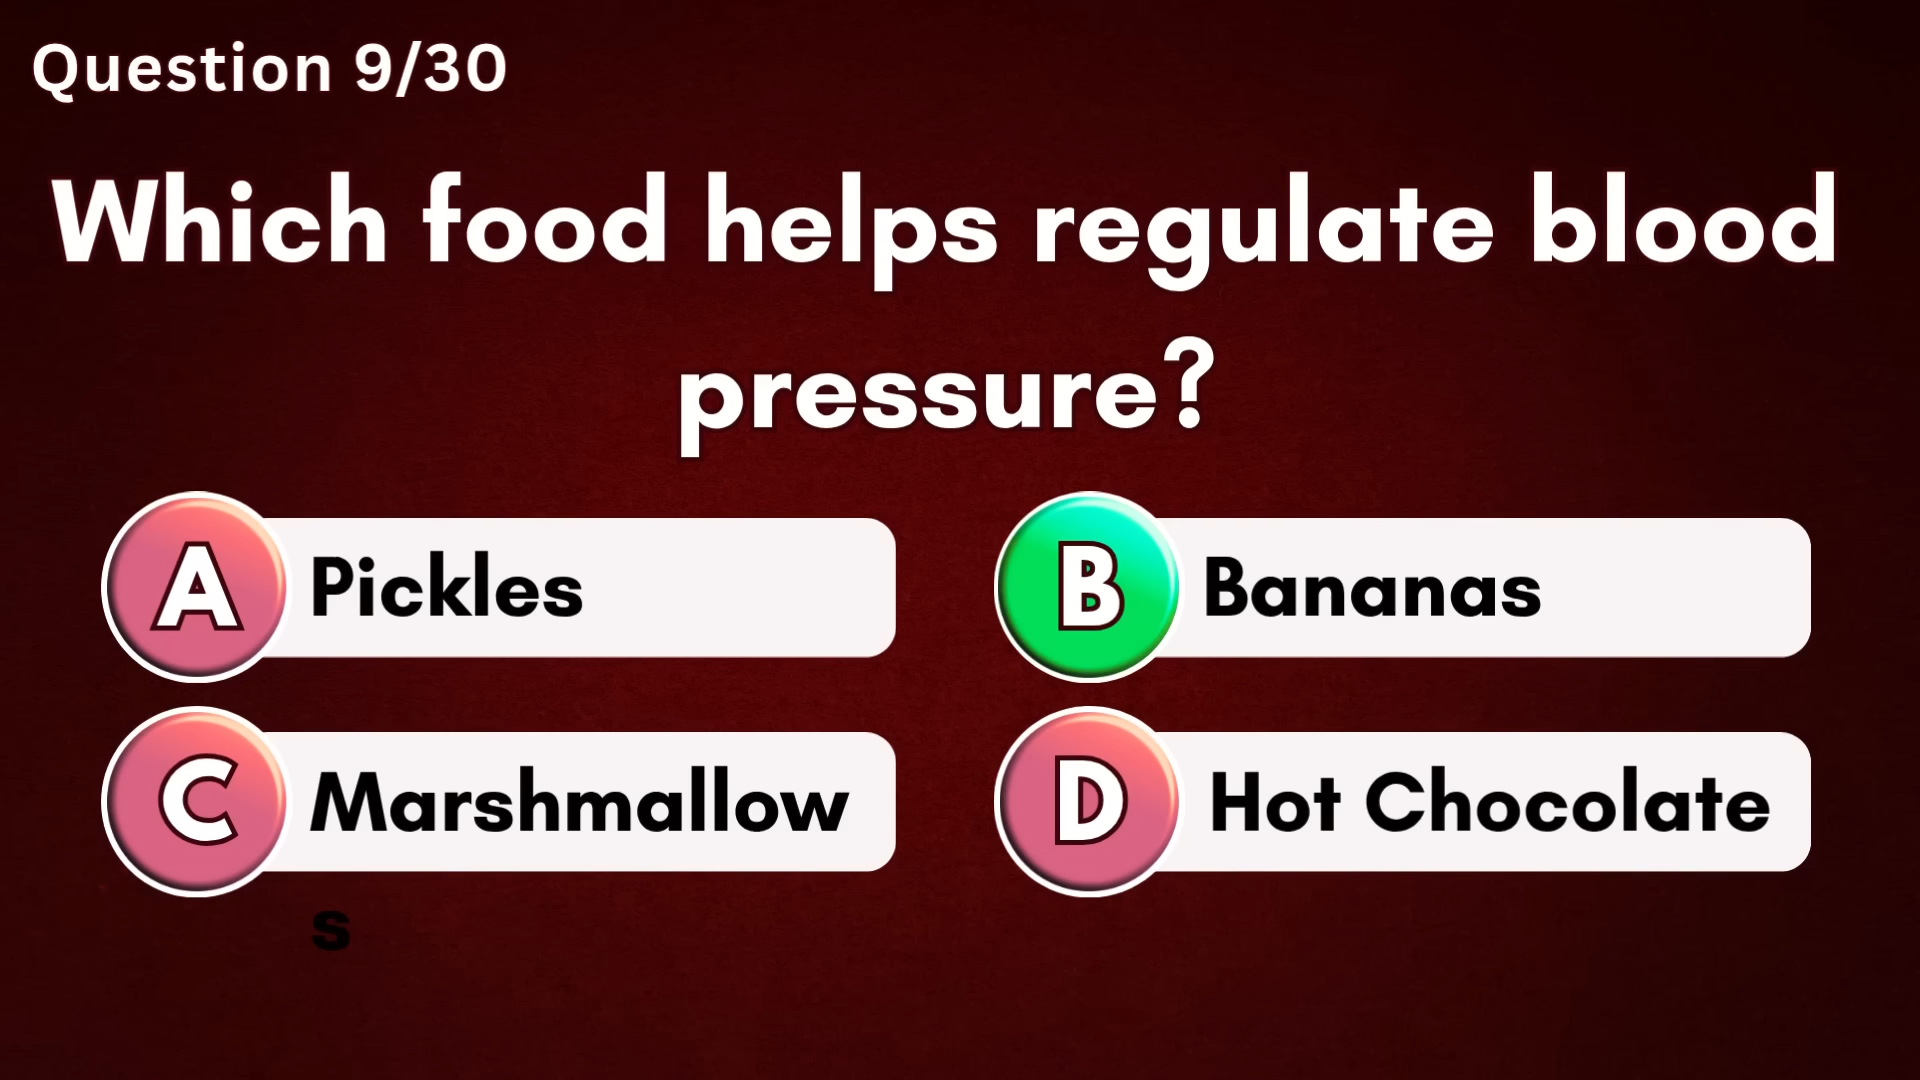 Question 9/30
Which food helps regulate blood
pressure?
A Pickles
B Bananas
C Marshmallow
s
D Hot Chocolate